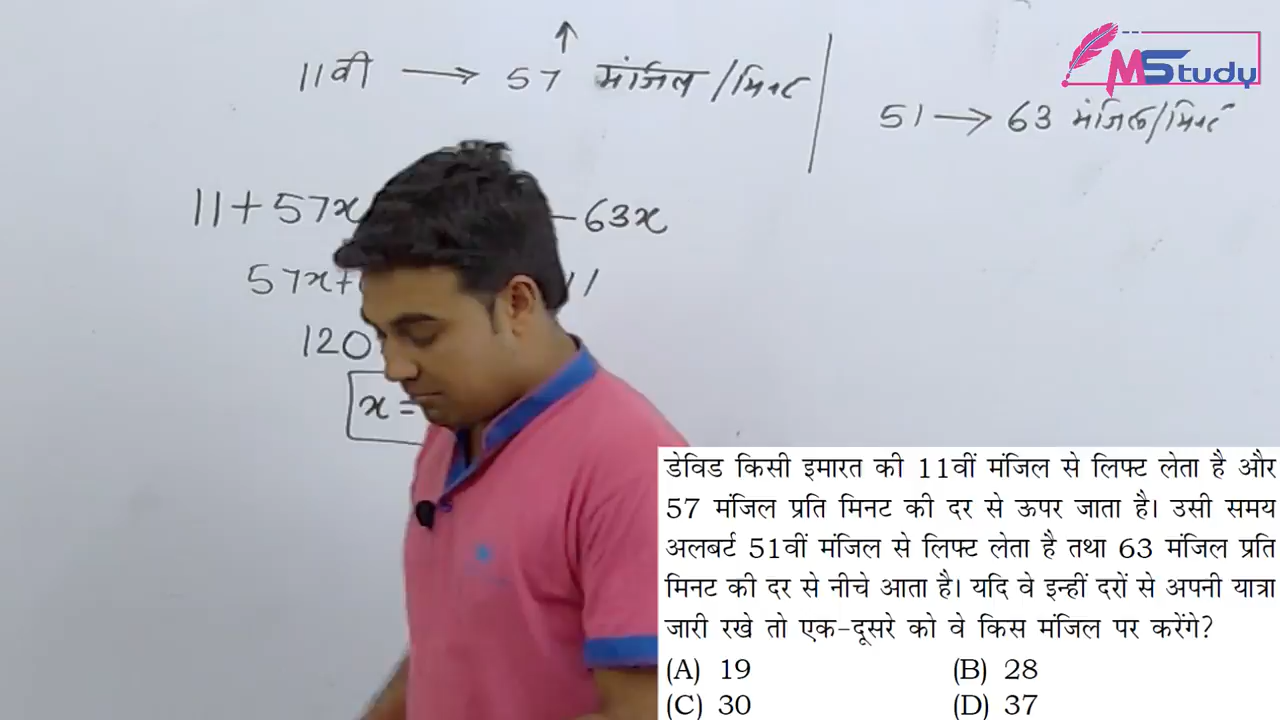 MStudy
11वी → 57 मंजिल/मिनट
51 → 63 मंजिल/मिनट
11+57x – 63x
57x+ 11
120
x =
डेविड किसी इमारत की 11वीं मंजिल से लिफ्ट लेता है और
57 मंजिल प्रति मिनट की दर से ऊपर जाता है। उसी समय
अलबर्ट 51वीं मंजिल से लिफ्ट लेता है तथा 63 मंजिल प्रति
मिनट की दर से नीचे आता है। यदि वे इन्हीं दरों से अपनी यात्रा
जारी रखे तो एक-दूसरे को वे किस मंजिल पर करेंगे?
(A) 19 (B) 28
(C) 30 (D) 37